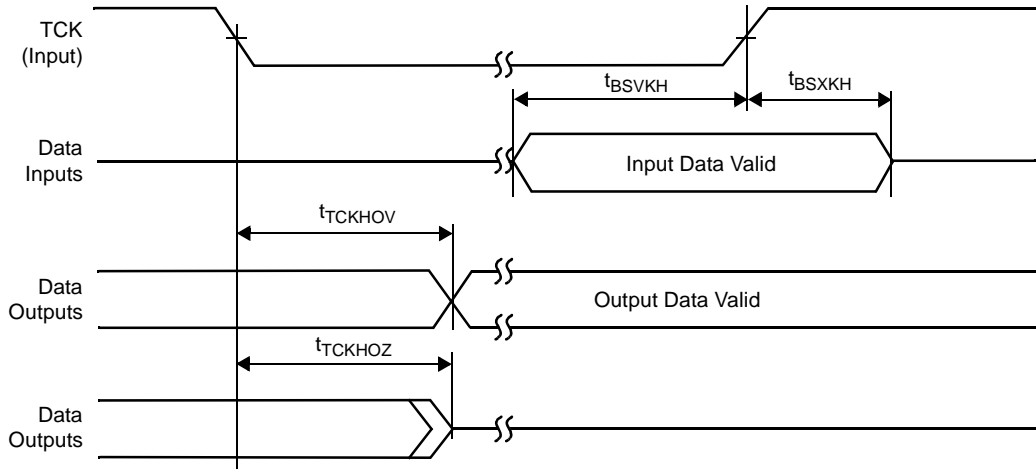 TCK
(Input)
tBSVKH
tBSXKH
Data
Inputs
Input Data Valid
tTCKHOV
Data
Outputs
Output Data Valid
tTCKHOZ
Data
Outputs